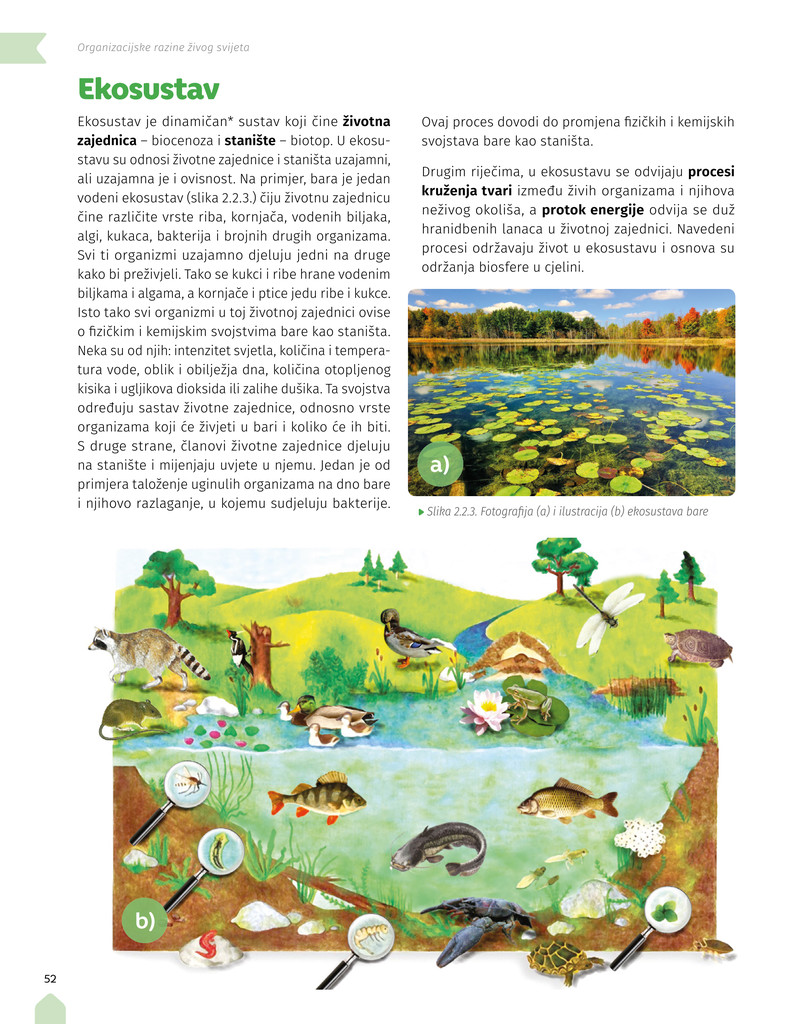 Organizacijske razine živog svijeta
Ekosustav
Ekosustav je dinamičan* sustav koji čine životna
zajednica – biocenoza i stanište – biotop. U ekosu-
stavu su odnosi životne zajednice i staništa uzajamni,
ali uzajamna je i ovisnost. Na primjer, bara je jedan
vodeni ekosustav (slika 2.2.3.) čiju životnu zajednicu
čine različite vrste riba, kornjača, vodenih biljaka,
algi, kukaca, bakterija i brojnih drugih organizama.
Svi ti organizmi uzajamno djeluju jedni na druge
kako bi preživjeli. Tako se kukci i ribe hrane vodenim
biljkama i algama, a kornjače i ptice jedu ribe i kukce.
Isto tako svi organizmi u toj životnoj zajednici ovise
o fizičkim i kemijskim svojstvima bare kao staništa.
Neka su od njih: intenzitet svjetla, količina i tempera-
tura vode, oblik i obilježja dna, količina otopljenog
kisika i ugljikova dioksida ili zalihe dušika. Ta svojstva
određuju sastav životne zajednice, odnosno vrste
organizama koji će živjeti u bari i koliko će ih biti.
S druge strane, članovi životne zajednice djeluju
na stanište i mijenjaju uvjete u njemu. Jedan je od
primjera taloženje uginulih organizama na dno bare
i njihovo razlaganje, u kojemu sudjeluju bakterije.
Ovaj proces dovodi do promjena fizičkih i kemijskih
svojstava bare kao staništa.
Drugim riječima, u ekosustavu se odvijaju procesi
kruženja tvari između živih organizama i njihova
neživog okoliša, a protok energije odvija se duž
hranidbenih lanaca u životnoj zajednici. Navedeni
procesi održavaju život u ekosustavu i osnova su
održanja biosfere u cjelini.
a)
Slika 2.2.3. Fotografija (a) i ilustracija (b) ekosustava bare
b)
52